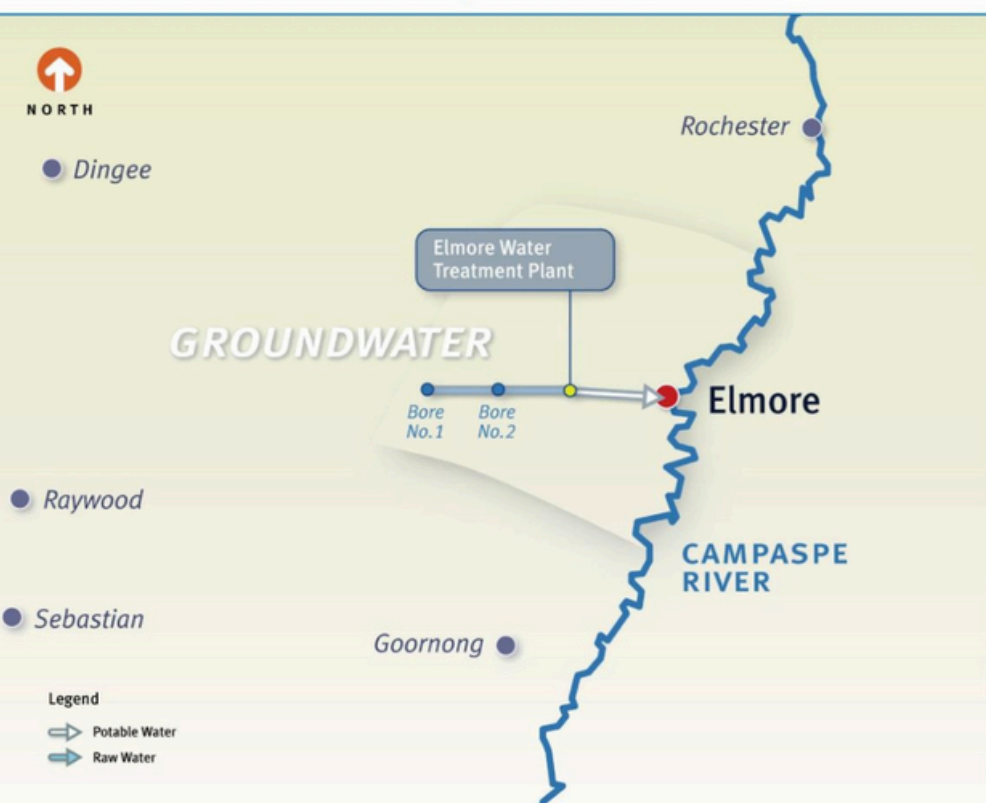 NORTH
Rochester
Dingee
Elmore Water
Treatment Plant
GROUNDWATER
Elmore
Bore
No.1
Bore
No.2
Raywood
CAMPASPE
RIVER
Sebastian
Goornong
Legend
Potable Water
Raw Water